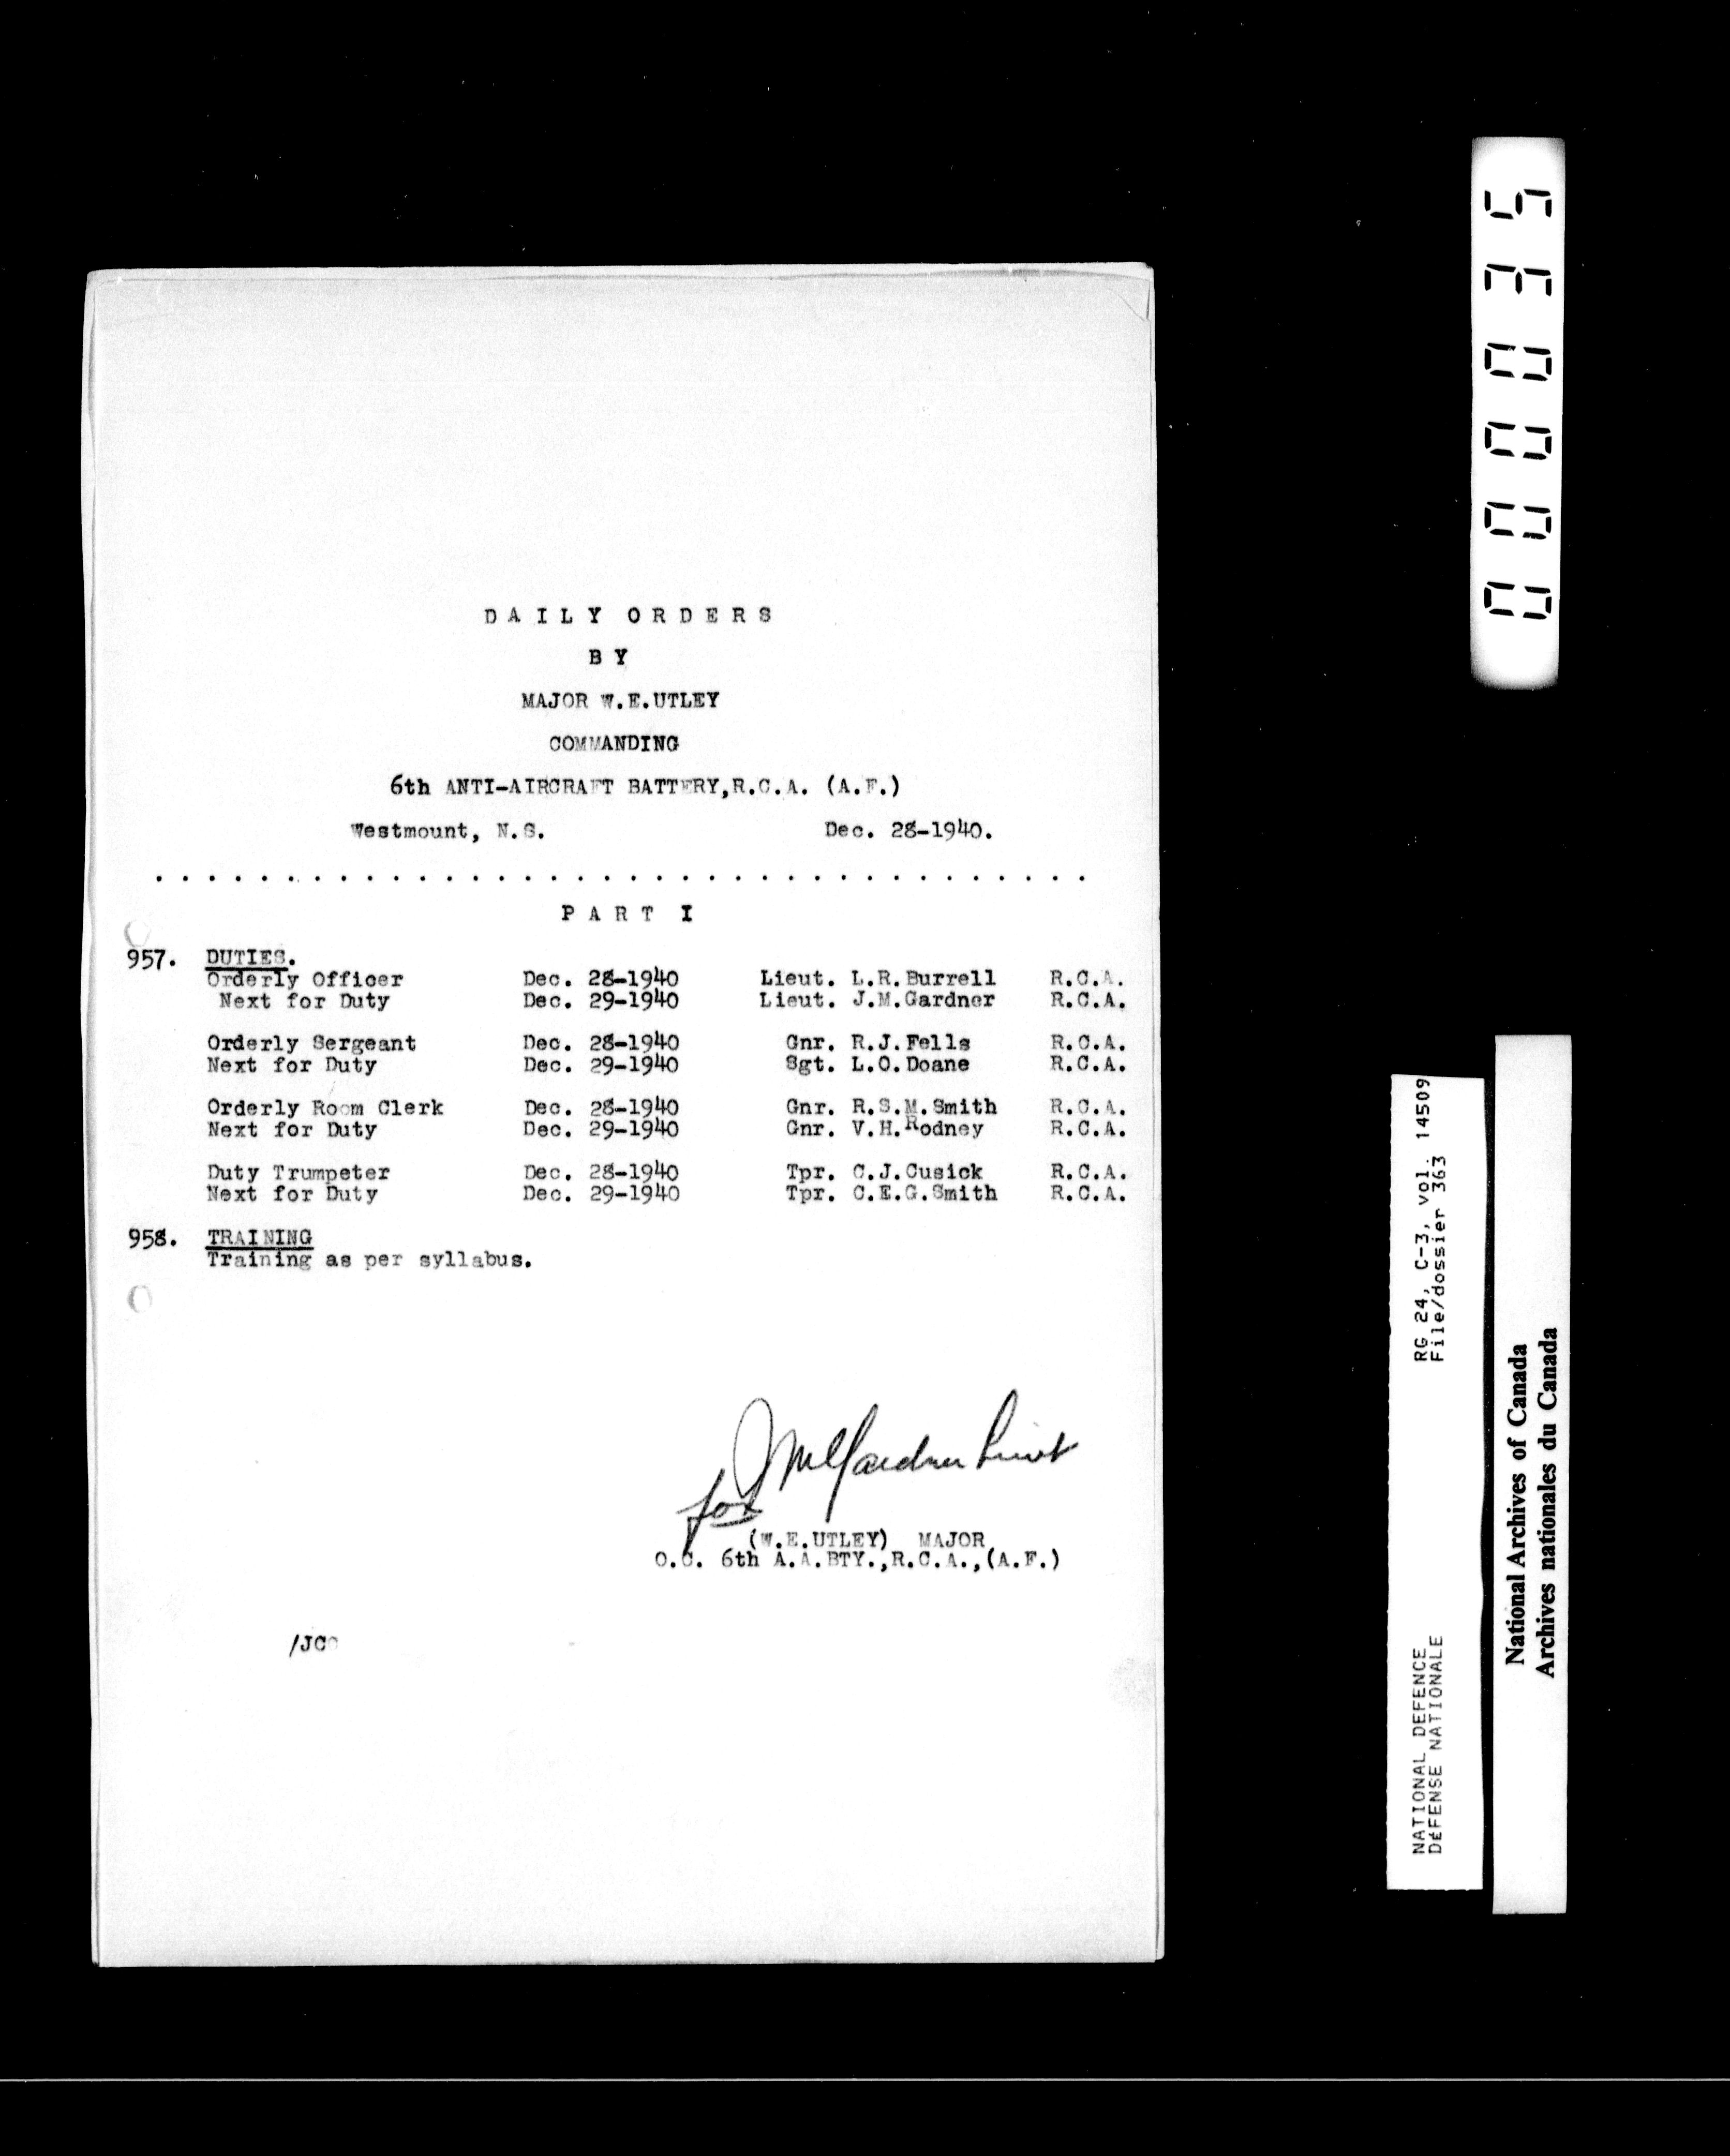 D A I L Y  O R D E R S
B Y
MAJOR W.E.UTLEY
COMMANDING
6th ANTI-AIRCRAFT BATTERY,R.C.A. (A.F.)
Westmount, N.S. Dec. 28-1940.
. . . . . . . . . . . . . . . . . . . . . . . . . . . . . . . . . . . .
P A R T  I
957. DUTIES.
Orderly Officer Dec. 28-1940 Lieut. L.R.Burrell R.C.A.
Next for Duty Dec. 29-1940 Lieut. J.M.Gardner R.C.A.
Orderly Sergeant Dec. 28-1940 Gnr. R.J.Fells R.C.A.
Next for Duty Dec. 29-1940 Sgt. L.O.Doane R.C.A.
Orderly Room Clerk Dec. 28-1940 Gnr. R.S.M.Smith R.C.A.
Next for Duty Dec. 29-1940 Gnr. V.H.Rodney R.C.A.
Duty Trumpeter Dec. 28-1940 Tpr. C.J.Cusick R.C.A.
Next for Duty Dec. 29-1940 Tpr. C.E.G.Smith R.C.A.
958. TRAINING
Training as per syllabus.
JMGardner Lieut
for
(W.E.UTLEY) MAJOR
O.C. 6th A.A.BTY.,R.C.A.,(A.F.)
/JCC
000035
RG 24, C-3, vol. 14509
File/dossier 363
NATIONAL DEFENCE
DÉFENSE NATIONALE
National Archives of Canada
Archives nationales du Canada